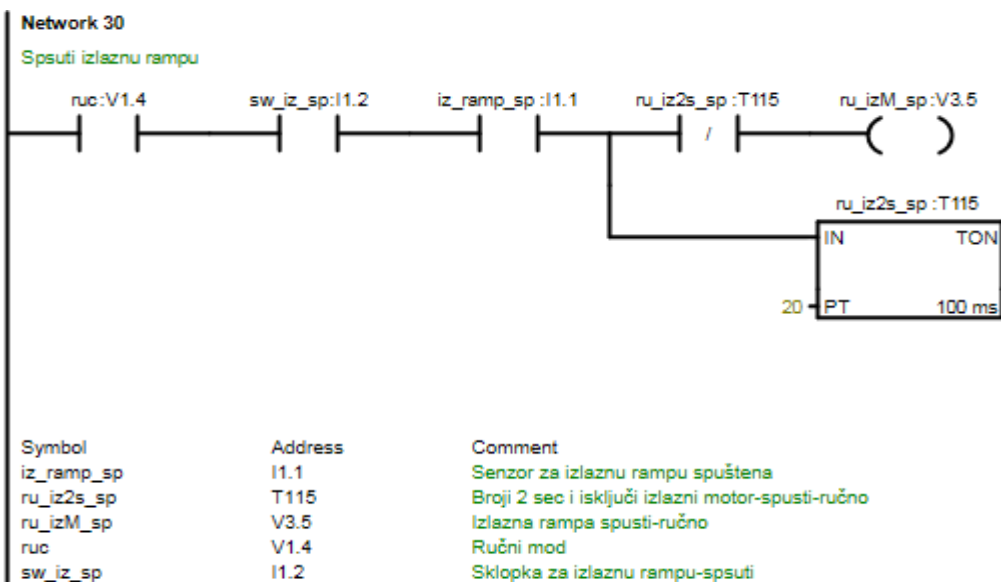 Network 30
Spsuti izlaznu rampu
ruc:V1.4 sw_iz_sp:I1.2 iz_ramp_sp :I1.1 ru_iz2s_sp :T115 ru_izM_sp:V3.5
/
ru_iz2s_sp :T115
IN TON
20 PT 100 ms
Symbol Address Comment
iz_ramp_sp I1.1 Senzor za izlaznu rampu spuštena
ru_iz2s_sp T115 Broji 2 sec i isključi izlazni motor-spusti-ručno
ru_izM_sp V3.5 Izlazna rampa spusti-ručno
ruc V1.4 Ručni mod
sw_iz_sp I1.2 Sklopka za izlaznu rampu-spsuti